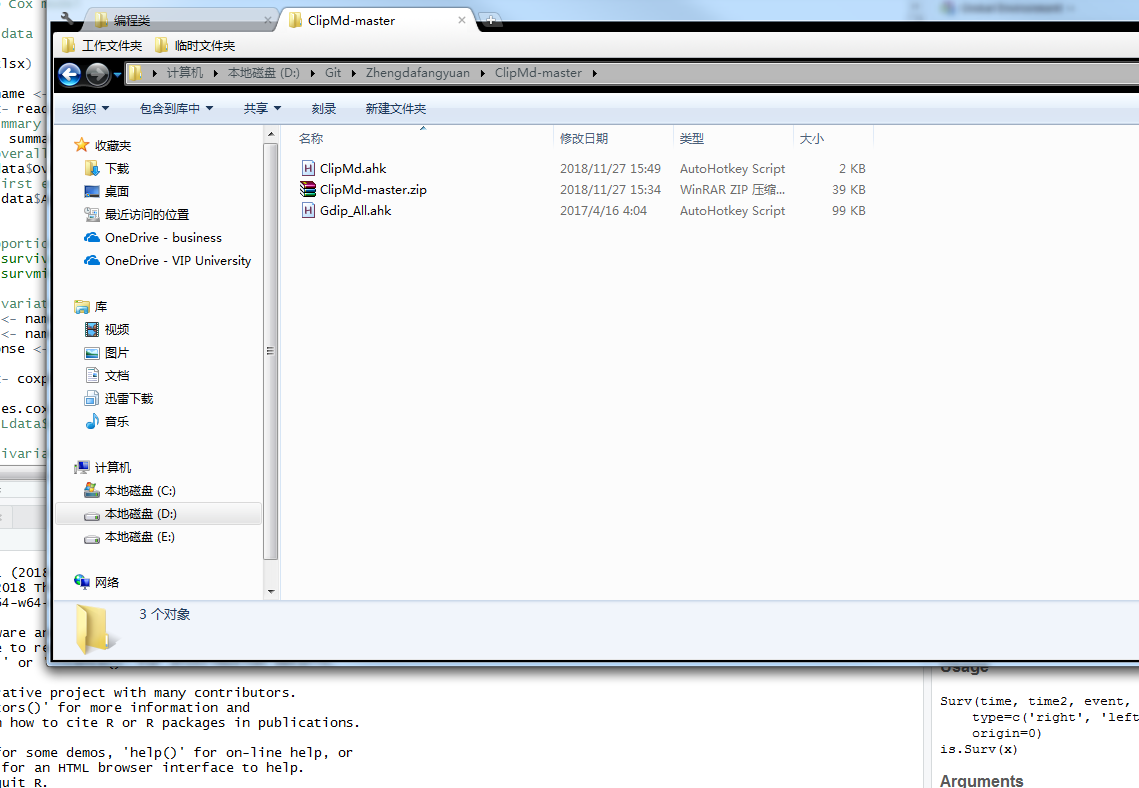 Cox
编程类
ClipMd-master
data
工作文件夹 临时文件夹
lsx)
计算机 本地磁盘 (D:) Git Zhengdafangyuan ClipMd-master
组织 包含到库中 共享 刻录 新建文件夹
ame <-
- read
mmary
summa
overall
data$Ov
first e
data$A
收藏夹
下载
桌面
最近访问的位置
OneDrive - business
OneDrive - VIP University
名称 修改日期 类型 大小
ClipMd.ahk 2018/11/27 15:49 AutoHotkey Script 2 KB
ClipMd-master.zip 2018/11/27 15:34 WinRAR ZIP 压缩... 39 KB
Gdip_All.ahk 2017/4/16 4:04 AutoHotkey Script 99 KB
oportio
surviv
survmi
variat
<- nam
<- nam
onse <-
- coxp
es.cox
Ldata$
ivaria
库
视频
图片
文档
迅雷下载
音乐
计算机
本地磁盘 (C:)
本地磁盘 (D:)
本地磁盘 (E:)
网络
3 个对象
(2018
2018 Th
64-w64-
ware an
e to re
' or '
rative project with many contributors.
tors()' for more information and
n how to cite R or R packages in publications.
for some demos, 'help()' for on-line help, or
for an HTML browser interface to help.
quit R.
Usage
Surv(time, time2, event,
type=c('right', 'left
origin=0)
is.Surv(x)
Arguments